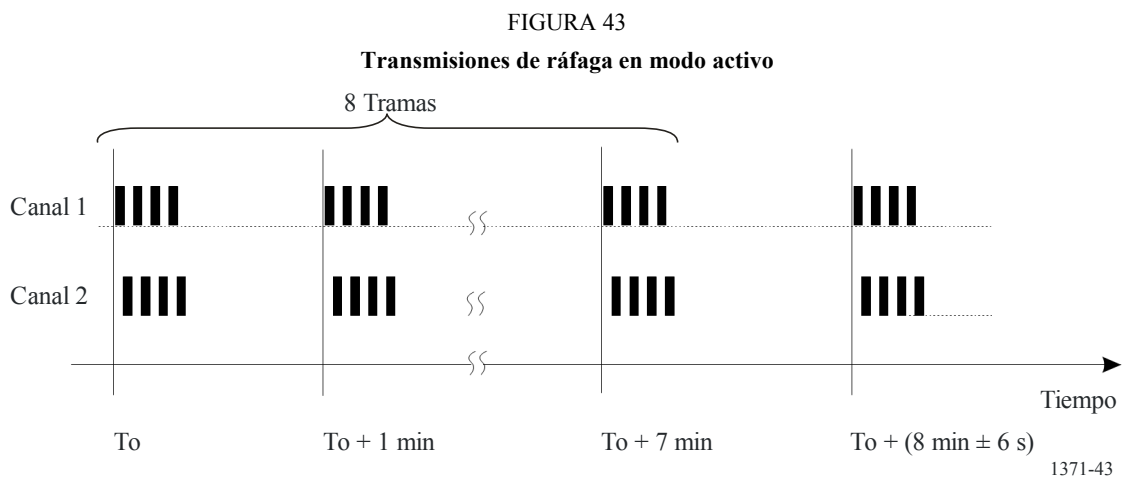 FIGURA 43
Transmisiones de ráfaga en modo activo
8 Tramas
Canal 1
Canal 2
Tiempo
To
To + 1 min
To + 7 min
To + (8 min ± 6 s)
1371-43